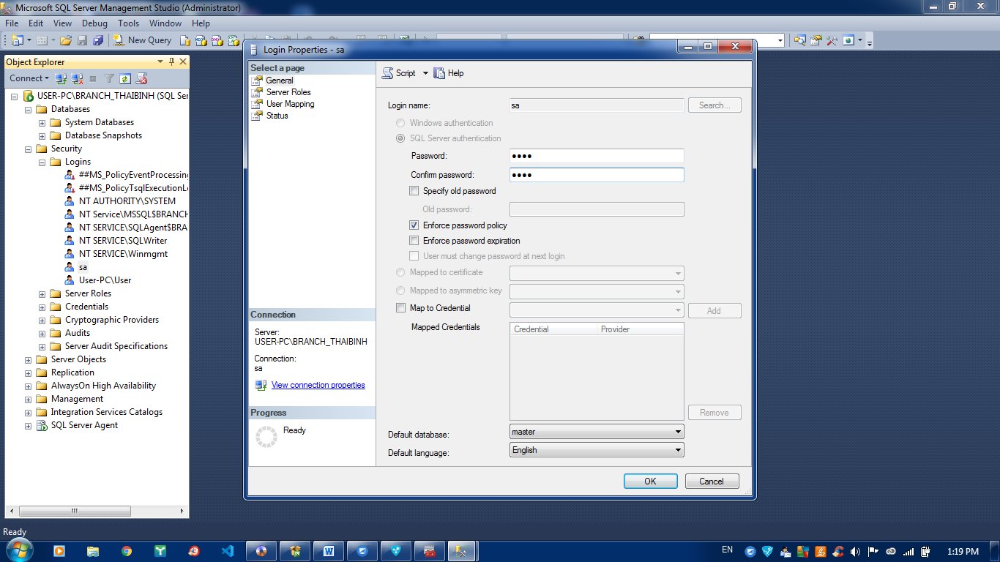 Microsoft SQL Server Management Studio (Administrator)
File Edit View Debug Tools Window Help
New Query
Object Explorer
Connect
USER-PC\BRANCH_THAIBINH (SQL Ser
Databases
System Databases
Database Snapshots
Security
Logins
##MS_PolicyEventProcessing
##MS_PolicyTsqlExecutionLo
NT AUTHORITY\SYSTEM
NT Service\MSSQL$BRANCH
NT SERVICE\SQLAgent$BRA
NT SERVICE\SQLWriter
NT SERVICE\Winmgmt
sa
User-PC\User
Server Roles
Credentials
Cryptographic Providers
Audits
Server Audit Specifications
Server Objects
Replication
AlwaysOn High Availability
Management
Integration Services Catalogs
SQL Server Agent
Login Properties - sa
Select a page
General
Server Roles
User Mapping
Status
Connection
Server:
USER-PC\BRANCH_THAIBINH
Connection:
sa
View connection properties
Progress
Ready
Script Help
Login name: sa Search...
Windows authentication
SQL Server authentication
Password: ●●●●
Confirm password: ●●●●
Specify old password
Old password:
Enforce password policy
Enforce password expiration
User must change password at next login
Mapped to certificate
Mapped to asymmetric key
Map to Credential Add
Mapped Credentials Credential Provider
Remove
Default database: master
Default language: English
OK Cancel
Ready
EN 1:19 PM